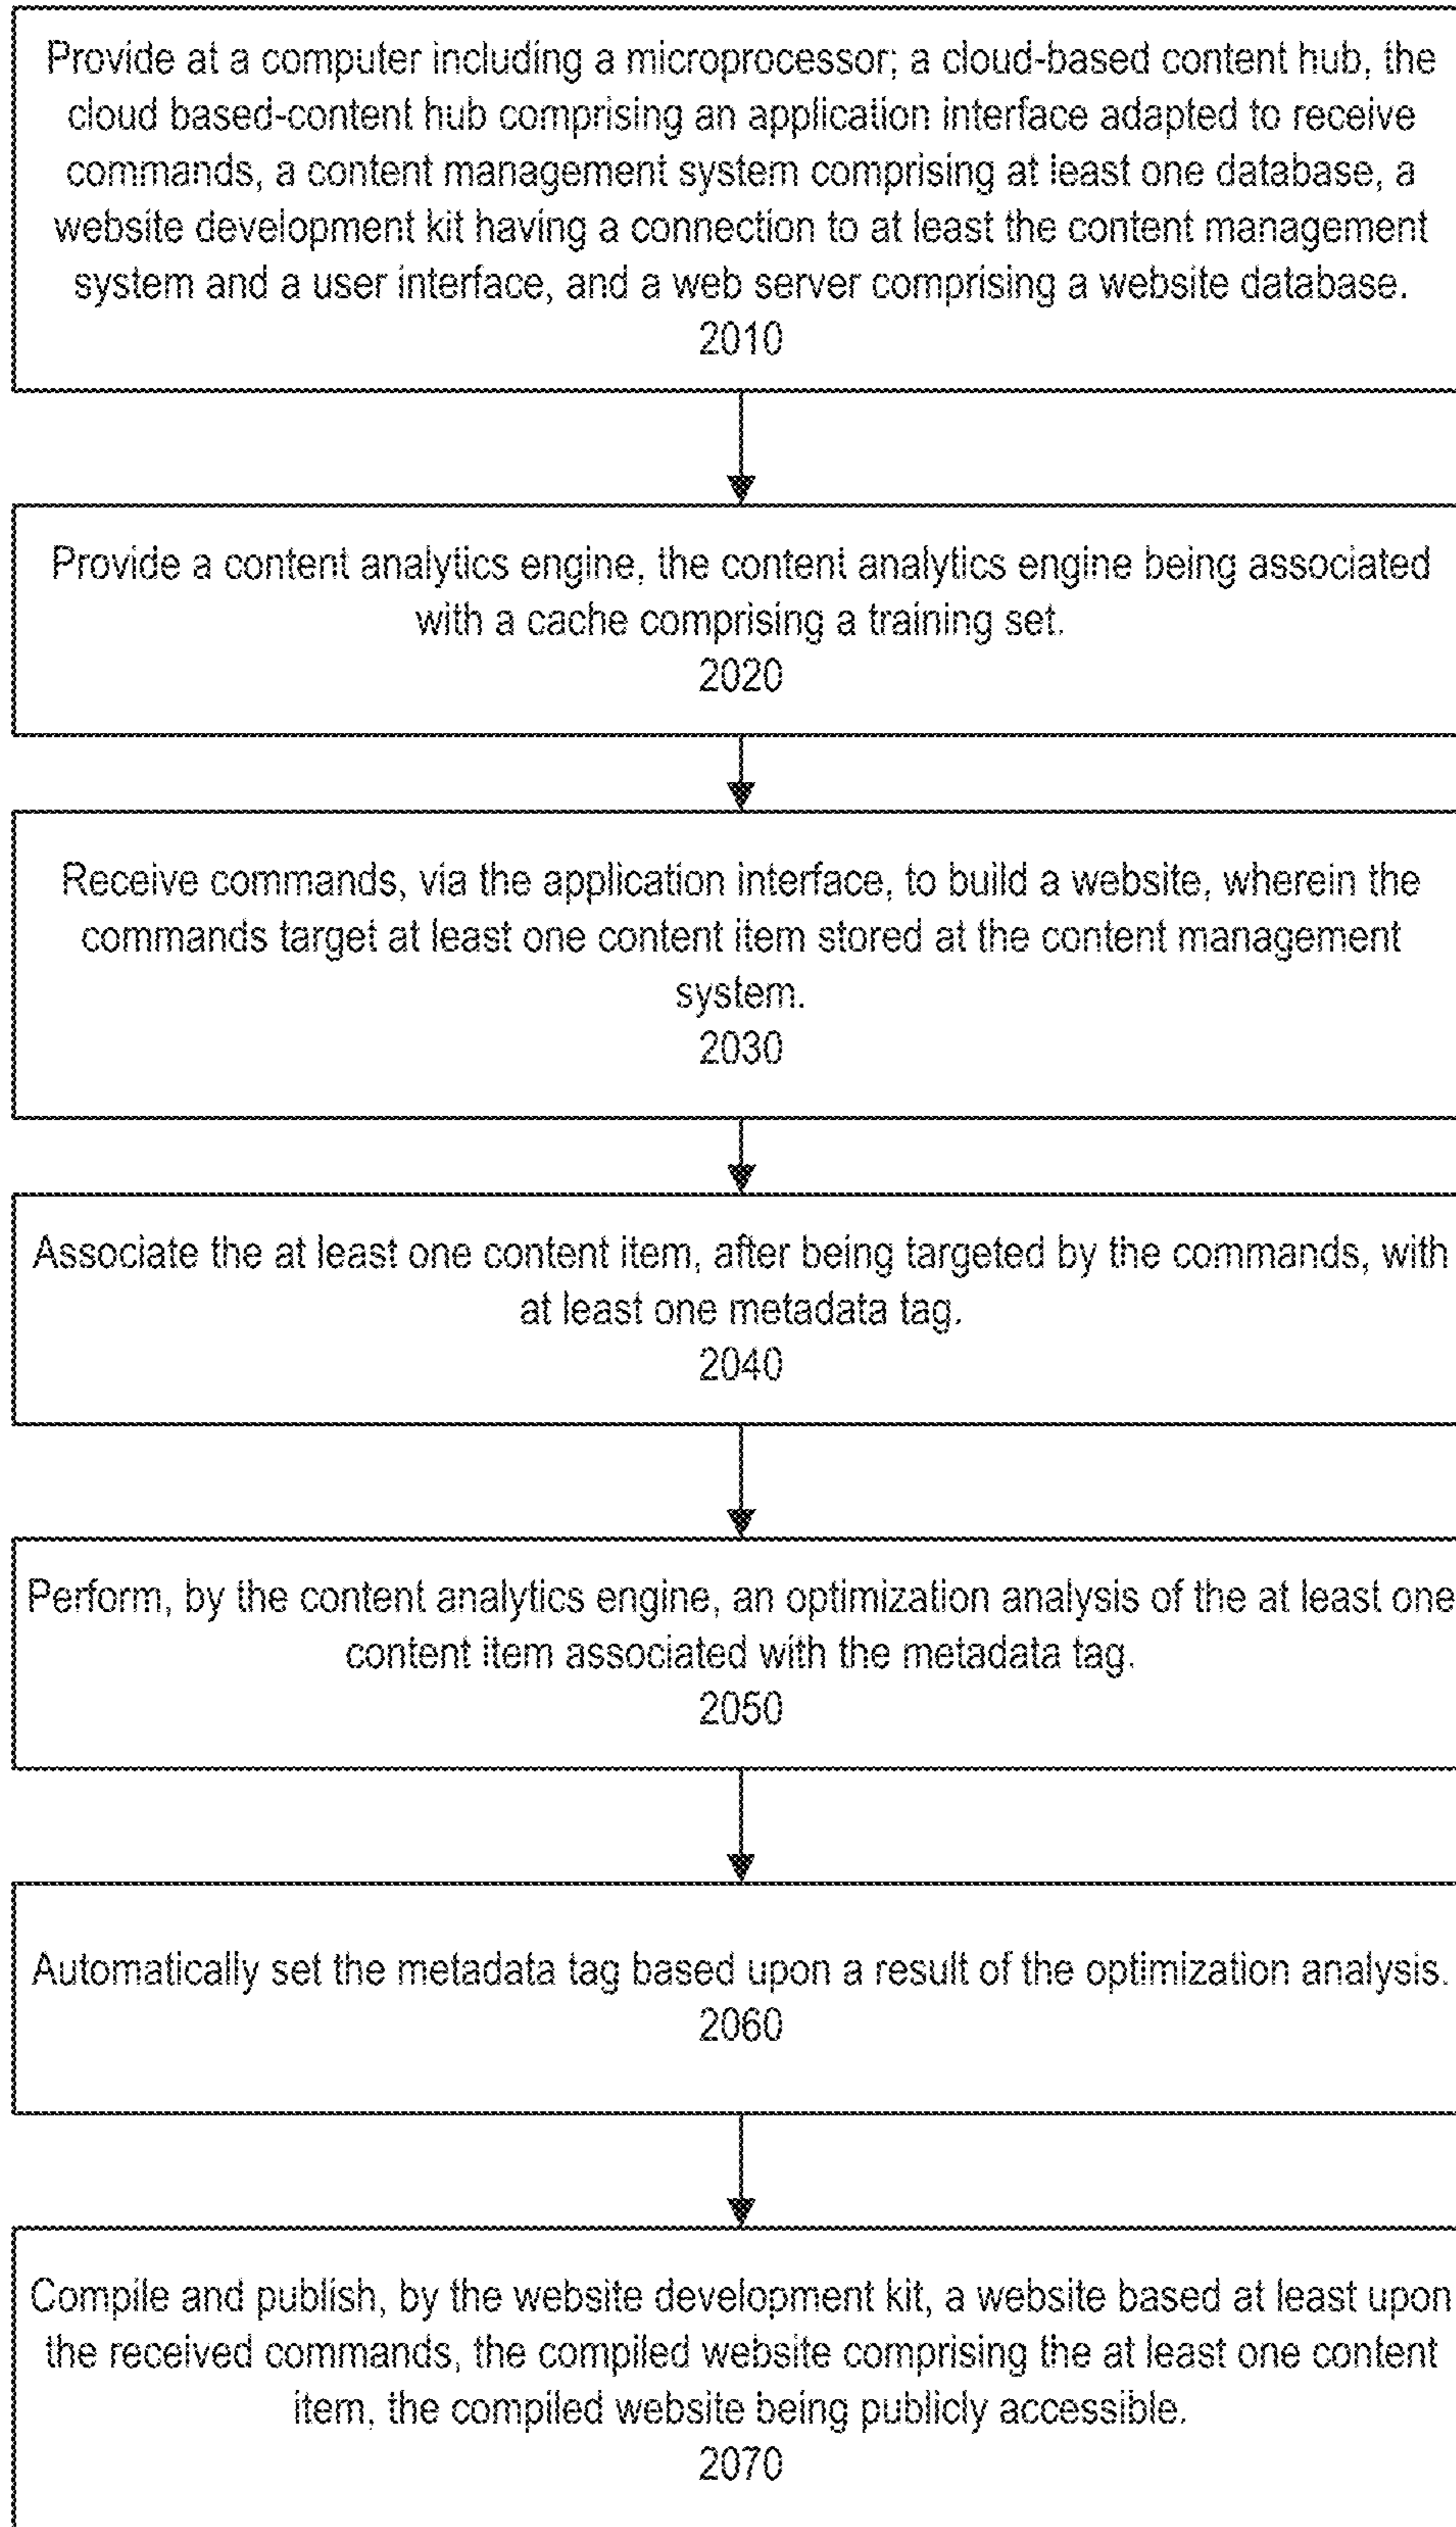 Provide at a computer including a microprocessor; a cloud-based content hub, the
cloud based-content hub comprising an application interface adapted to receive
commands, a content management system comprising at least one database, a
website development kit having a connection to at least the content management
system and a user interface, and a web server comprising a website database.
2010
Provide a content analytics engine, the content analytics engine being associated
with a cache comprising a training set.
2020
Receive commands, via the application interface, to build a website, wherein the
commands target at least one content item stored at the content management
system.
2030
Associate the at least one content item, after being targeted by the commands, with
at least one metadata tag.
2040
Perform, by the content analytics engine, an optimization analysis of the at least one
content item associated with the metadata tag.
2050
Automatically set the metadata tag based upon a result of the optimization analysis.
2060
Compile and publish, by the website development kit, a website based at least upon
the received commands, the compiled website comprising the at least one content
item, the compiled website being publicly accessible.
2070